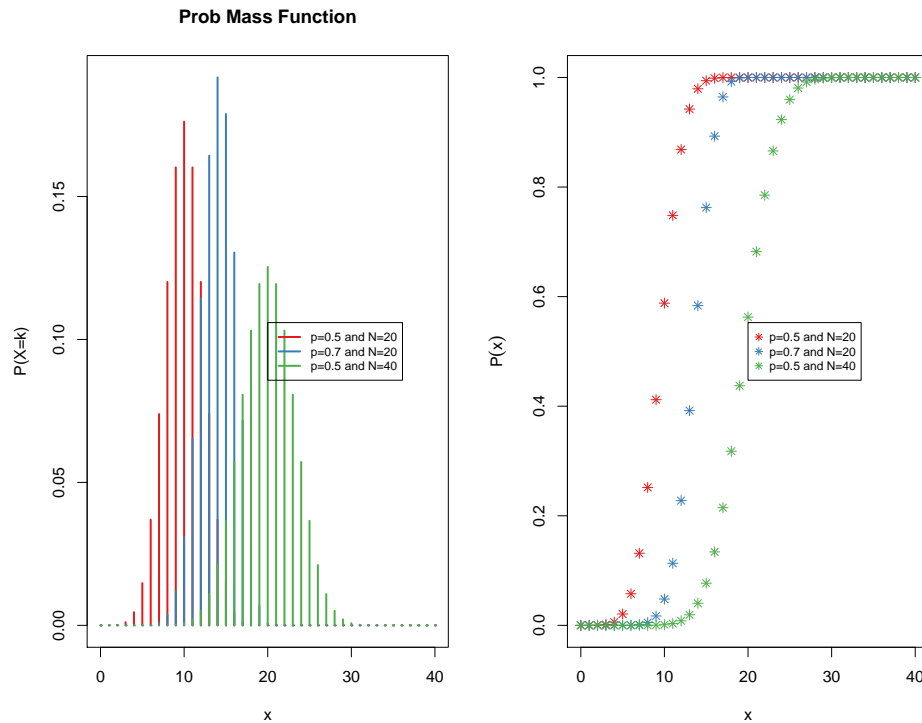 Prob Mass Function
P(X=k)
0.00
0.05
0.10
0.15
0 10 20 30 40
x
p=0.5 and N=20
p=0.7 and N=20
p=0.5 and N=40
P(x)
0.0
0.2
0.4
0.6
0.8
1.0
0 10 20 30 40
x
p=0.5 and N=20
p=0.7 and N=20
p=0.5 and N=40